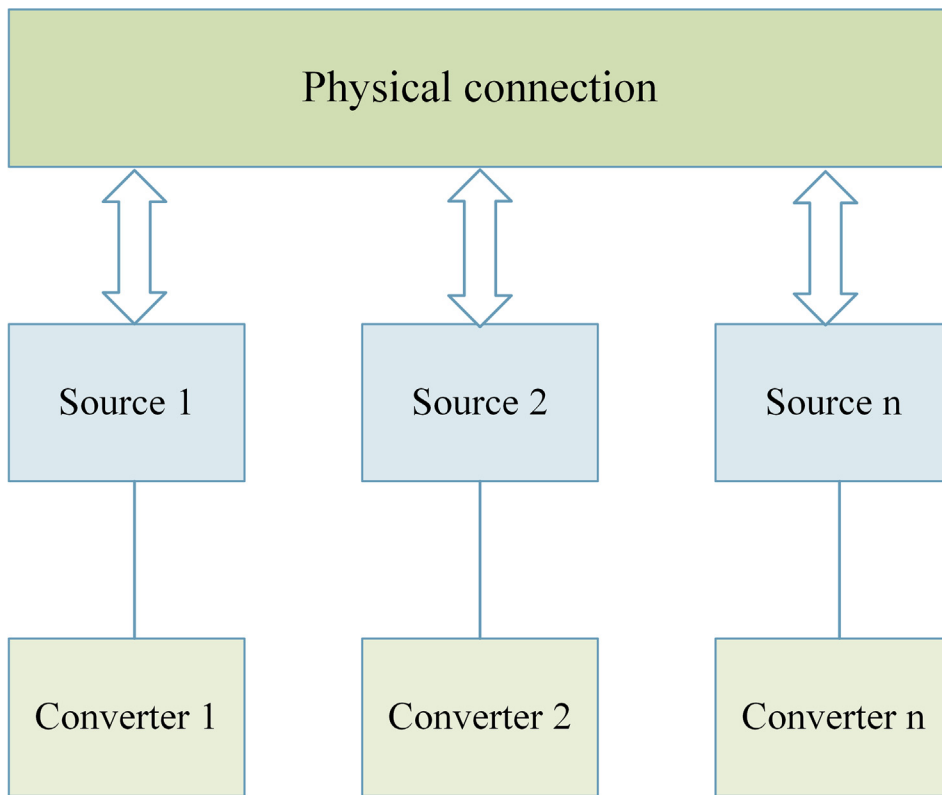 Physical connection
Source 1
Source 2
Source n
Converter 1
Converter 2
Converter n